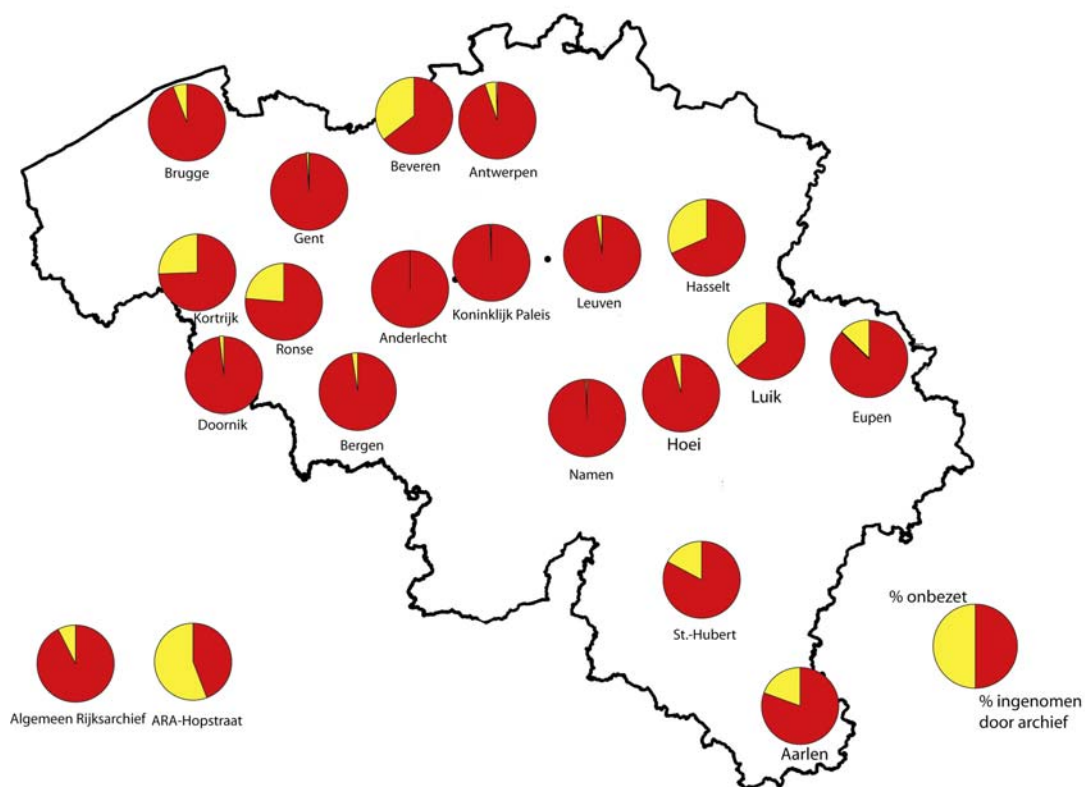 Brugge
Beveren
Antwerpen
Gent
Kortrijk
Ronse
Anderlecht
Koninklijk Paleis
Leuven
Hasselt
Doornik
Bergen
Namen
Hoei
Luik
Eupen
St.-Hubert
Aarlen
Algemeen Rijksarchief
ARA-Hopstraat
% onbezet
% ingenomen
door archief